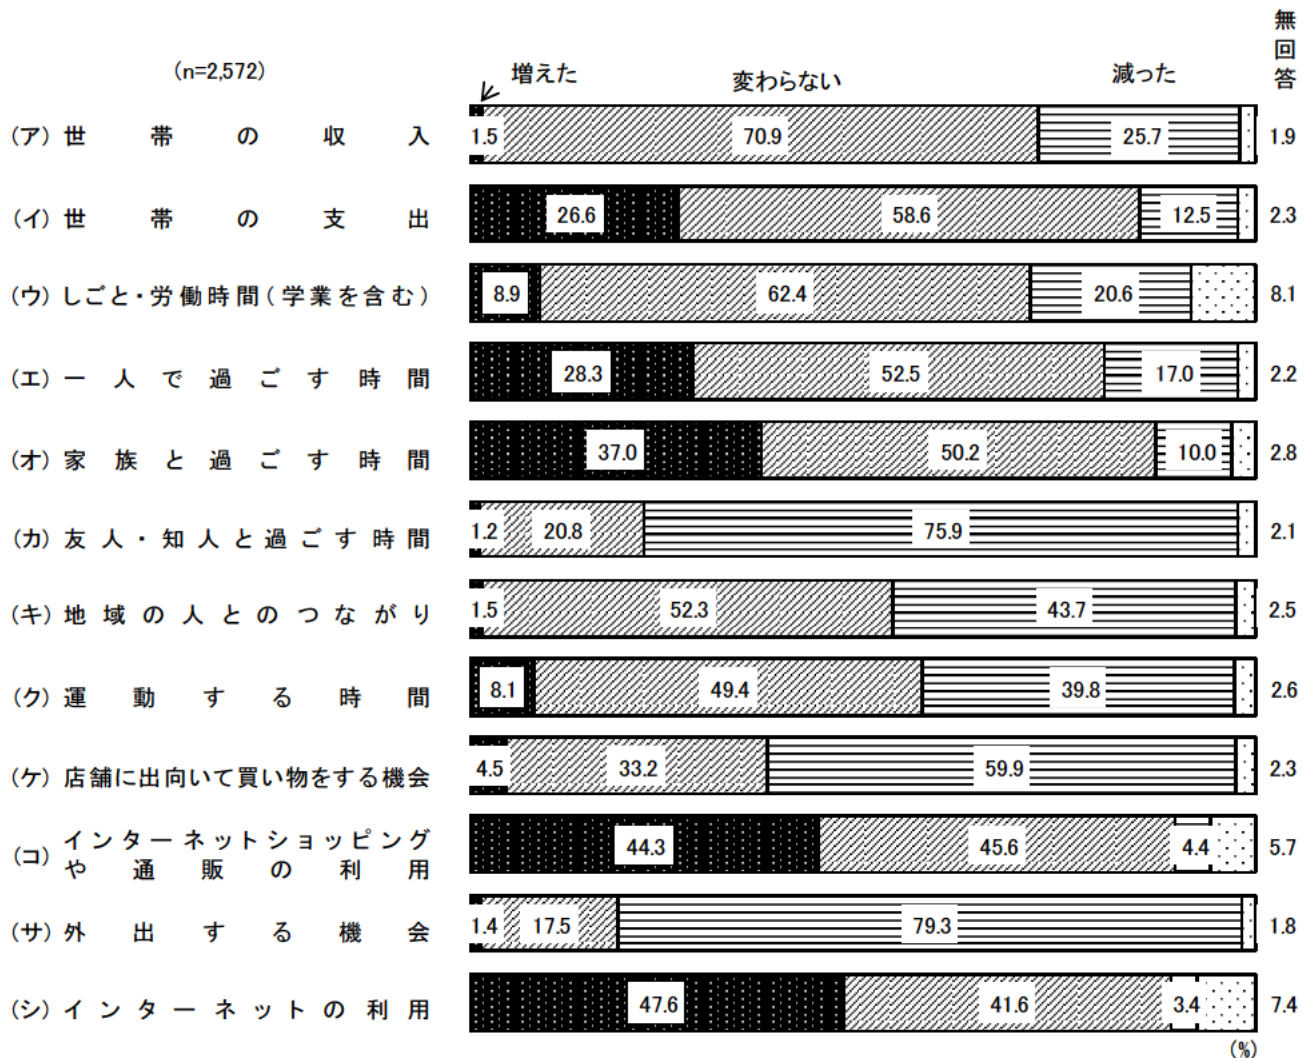 無
回
答
(n=2,572)
増えた
変わらない
減った
(ア) 世帯の収入 1.5 70.9 25.7 1.9
(イ) 世帯の支出 26.6 58.6 12.5 2.3
(ウ) しごと・労働時間(学業を含む) 8.9 62.4 20.6 8.1
(エ) 一人で過ごす時間 28.3 52.5 17.0 2.2
(オ) 家族と過ごす時間 37.0 50.2 10.0 2.8
(カ) 友人・知人と過ごす時間 1.2 20.8 75.9 2.1
(キ) 地域の人とのつながり 1.5 52.3 43.7 2.5
(ク) 運動する時間 8.1 49.4 39.8 2.6
(ケ) 店舗に出向いて買い物をする機会 4.5 33.2 59.9 2.3
(コ) インターネットショッピング
や通販の利用 44.3 45.6 4.4 5.7
(サ) 外出する機会 1.4 17.5 79.3 1.8
(シ) インターネットの利用 47.6 41.6 3.4 7.4
(%)